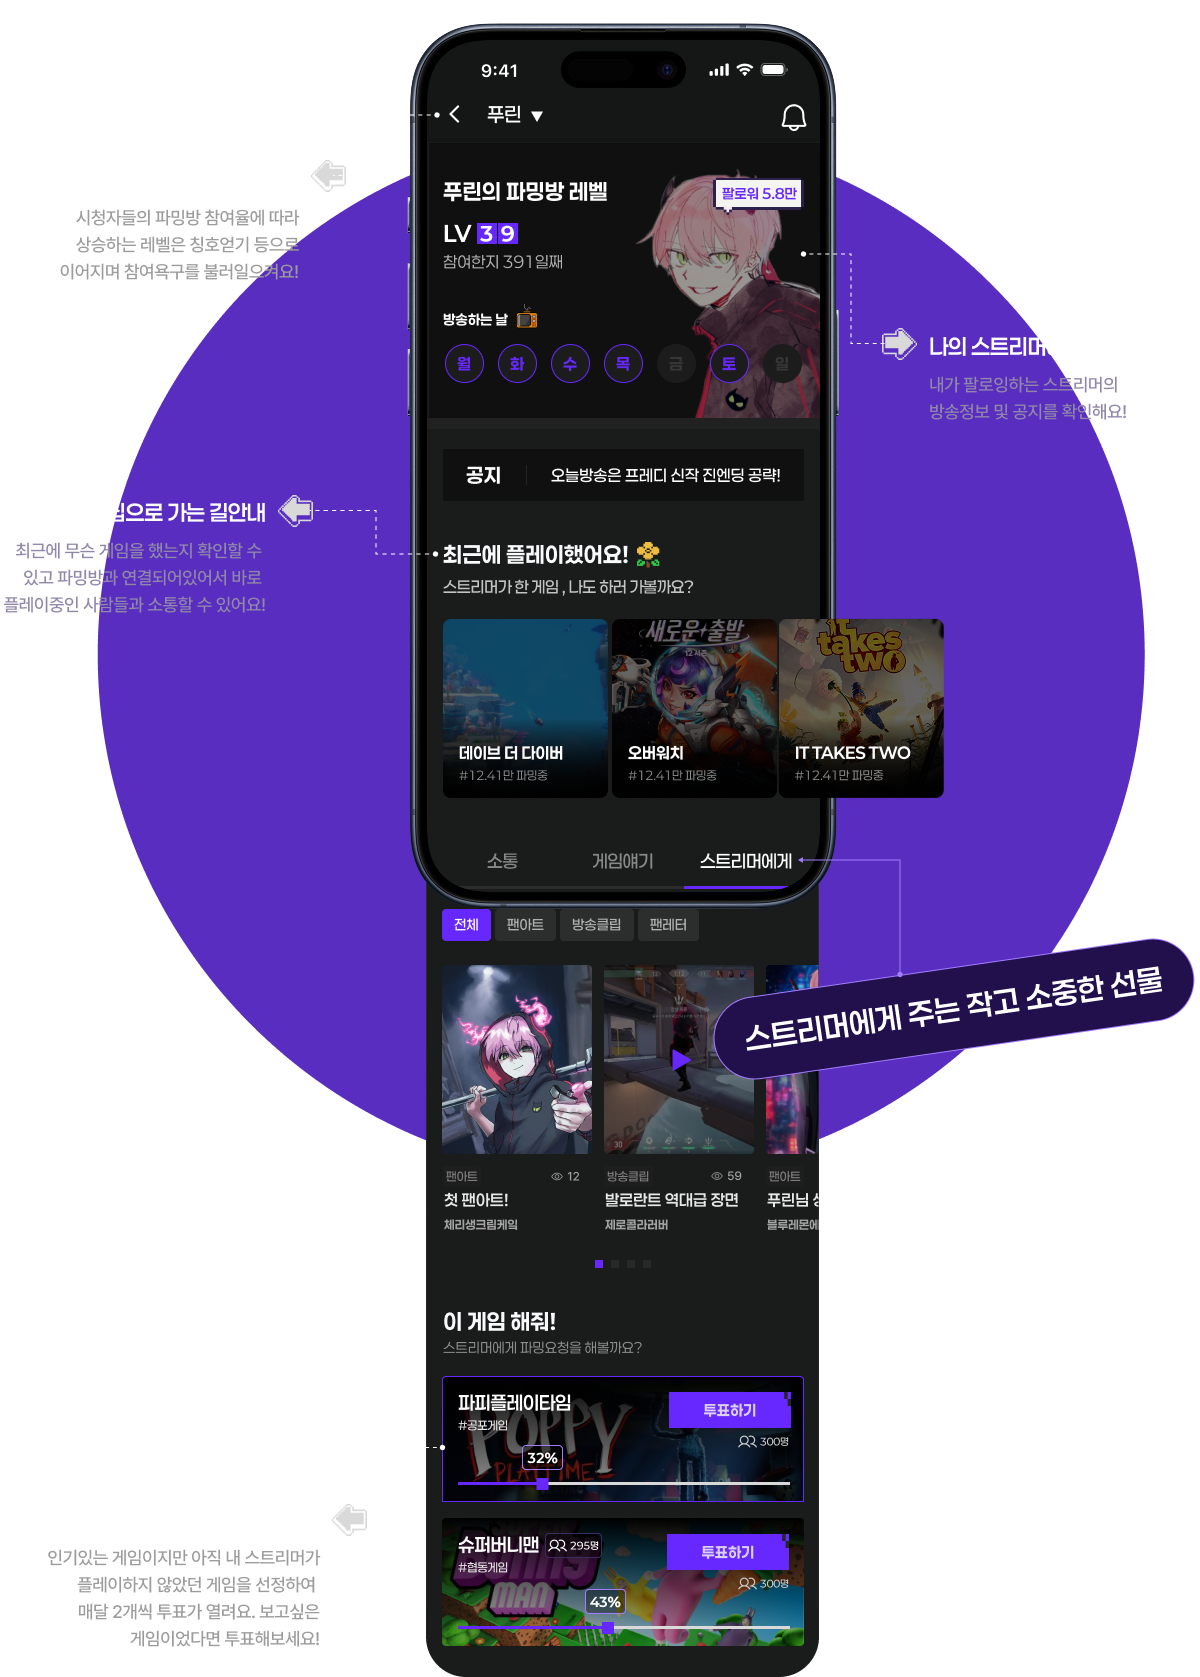 9:41
푸린 ▼
푸린의 파밍방 레벨
팔로워 5.8만
LV 39
참여한지 391일째
방송하는 날
월 화 수 목 금 토 일
시청자들의 파밍방 참여율에 따라
상승하는 레벨은 칭호얻기 등으로
이어지며 참여욕구를 불러일으켜요!
나의 스트리머
내가 팔로잉하는 스트리머의
방송정보 및 공지를 확인해요!
공지
오늘방송은 프레디 신작 진엔딩 공략!
으로 가는 길안내
최근에 무슨 게임을 했는지 확인할 수
있고 파밍방과 연결되어있어서 바로
플레이중인 사람들과 소통할 수 있어요!
최근에 플레이했어요!
스트리머가 한 게임 , 나도 하러 가볼까요?
새로운 출발
12 시즌
it takes two
데이브 더 다이버
#12.41만 파밍중
오버워치
#12.41만 파밍중
IT TAKES TWO
#12.41만 파밍중
소통
게임얘기
스트리머에게
전체
팬아트
방송클립
팬레터
스트리머에게 주는 작고 소중한 선물
팬아트
12
첫 팬아트!
체리생크림케익
방송클립
59
발로란트 역대급 장면
제로콜라러버
팬아트
푸린님
블루레몬에
이 게임 해줘!
스트리머에게 파밍요청을 해볼까요?
파피플레이타임
#공포게임
투표하기
300명
POPPY
PLAYTIME
32%
슈퍼버니맨
295명
#협동게임
투표하기
300명
BUNNY
MAN
43%
인기있는 게임이지만 아직 내 스트리머가
플레이하지 않았던 게임을 선정하여
매달 2개씩 투표가 열려요. 보고싶은
게임이었다면 투표해보세요!